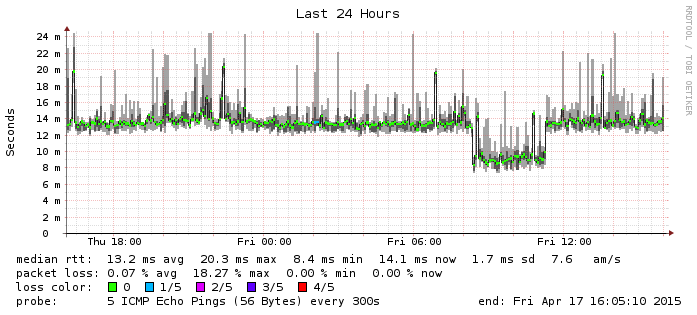 Last 24 Hours
RRDTOOL / TOBI OETIKER
Seconds
24 m
22 m
20 m
18 m
16 m
14 m
12 m
10 m
8 m
6 m
4 m
2 m
0
Thu 18:00 Fri 00:00 Fri 06:00 Fri 12:00
median rtt: 13.2 ms avg 20.3 ms max 8.4 ms min 14.1 ms now 1.7 ms sd 7.6 am/s
packet loss: 0.07 % avg 18.27 % max 0.00 % min 0.00 % now
loss color: 0 1/5 2/5 3/5 4/5
probe: 5 ICMP Echo Pings (56 Bytes) every 300s end: Fri Apr 17 16:05:10 2015